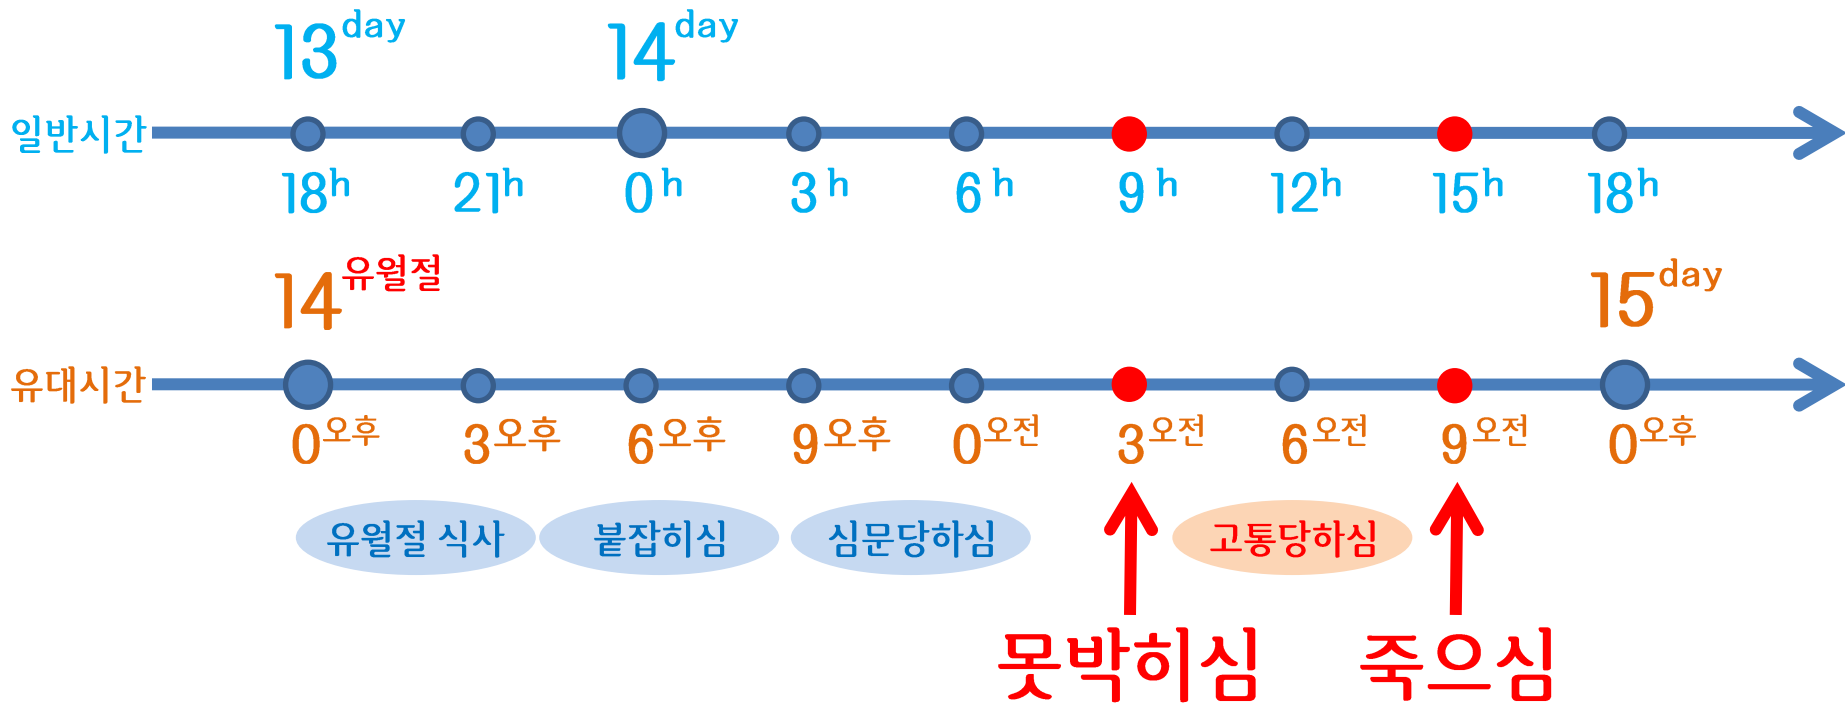 13day 14day
일반시간
18h 21h 0h 3h 6h 9h 12h 15h 18h
14유월절 15day
유대시간
0오후 3오후 6오후 9오후 0오전 3오전 6오전 9오전 0오후
유월절 식사 붙잡히심 심문당하심 고통당하심
못박히심 죽으심